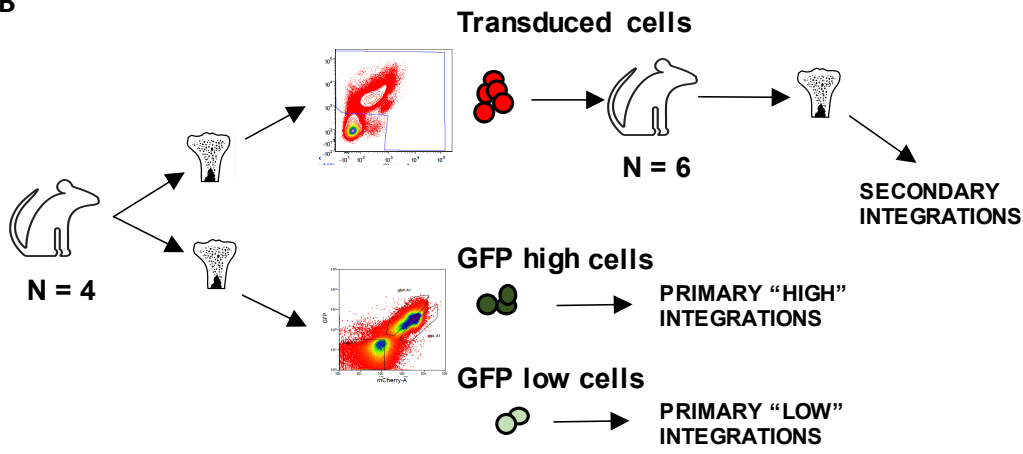 B
Transduced cells
N = 6
SECONDARY
INTEGRATIONS
N = 4
GFP high cells
PRIMARY “HIGH”
INTEGRATIONS
GFP
mCherry-A
GFP low cells
PRIMARY “LOW”
INTEGRATIONS